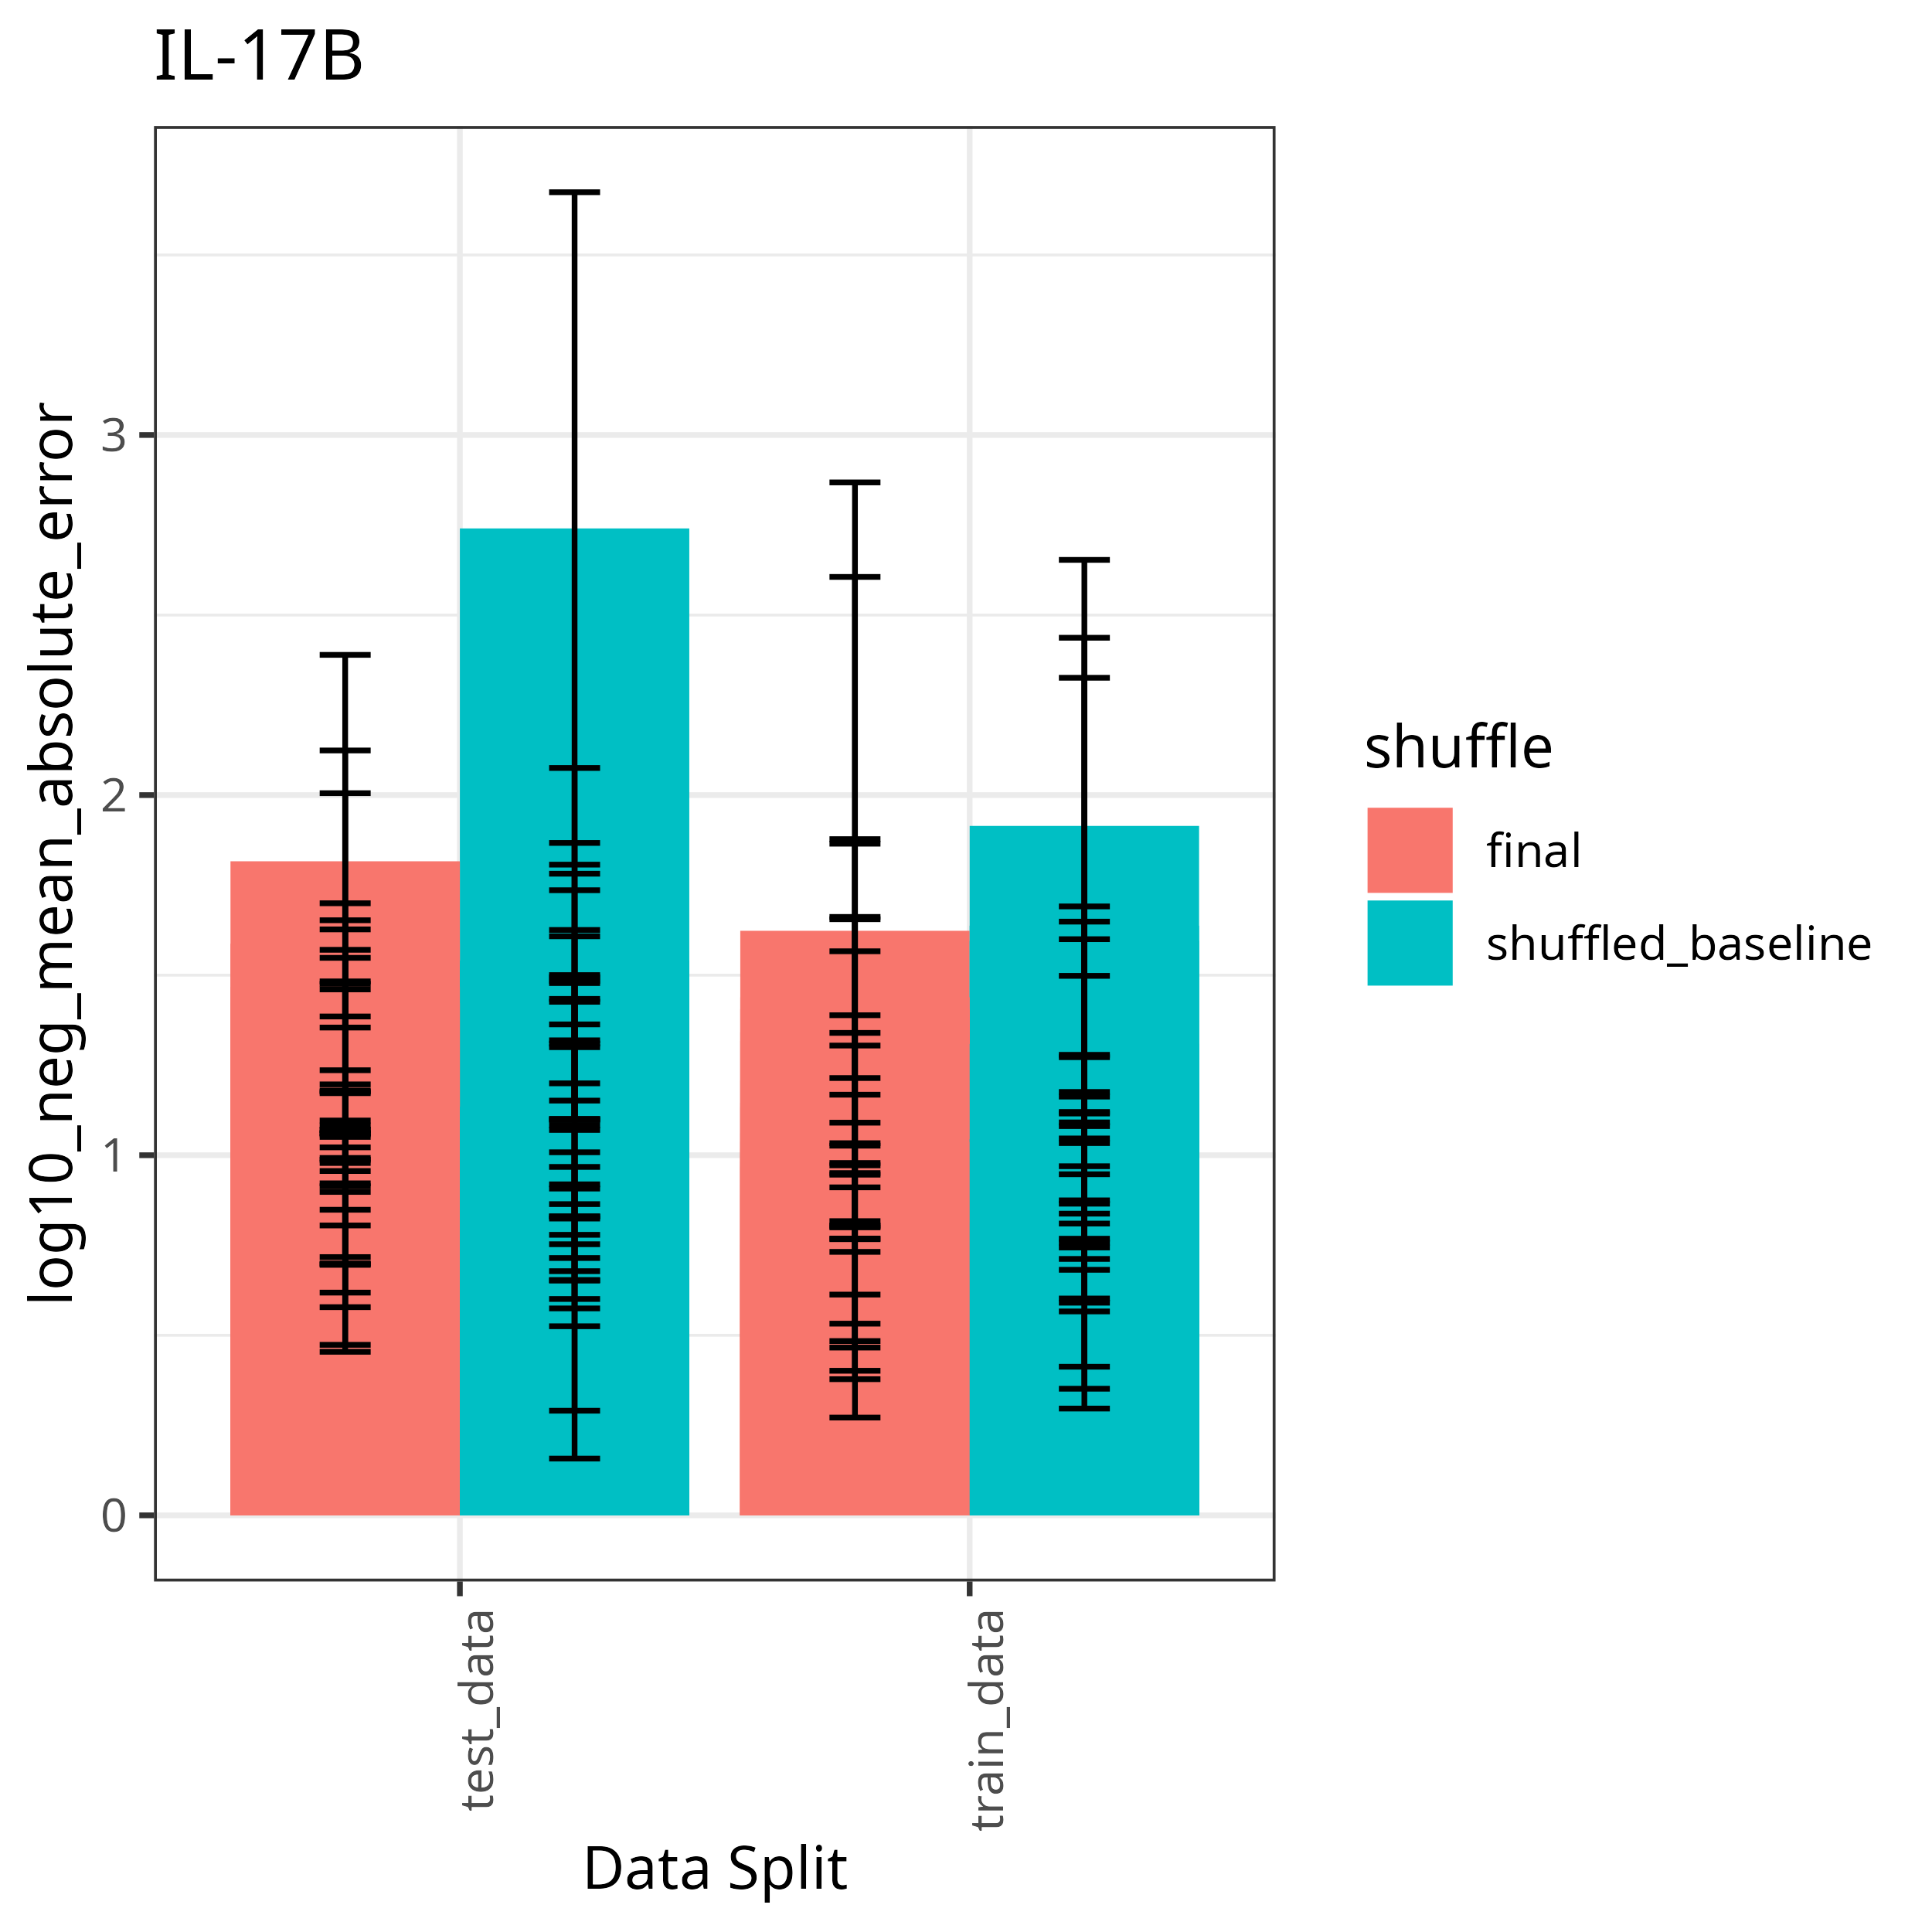 IL-17B
log10_neg_mean_absolute_error
3
2
1
0
test_data
train_data
Data Split
shuffle
final
shuffled_baseline